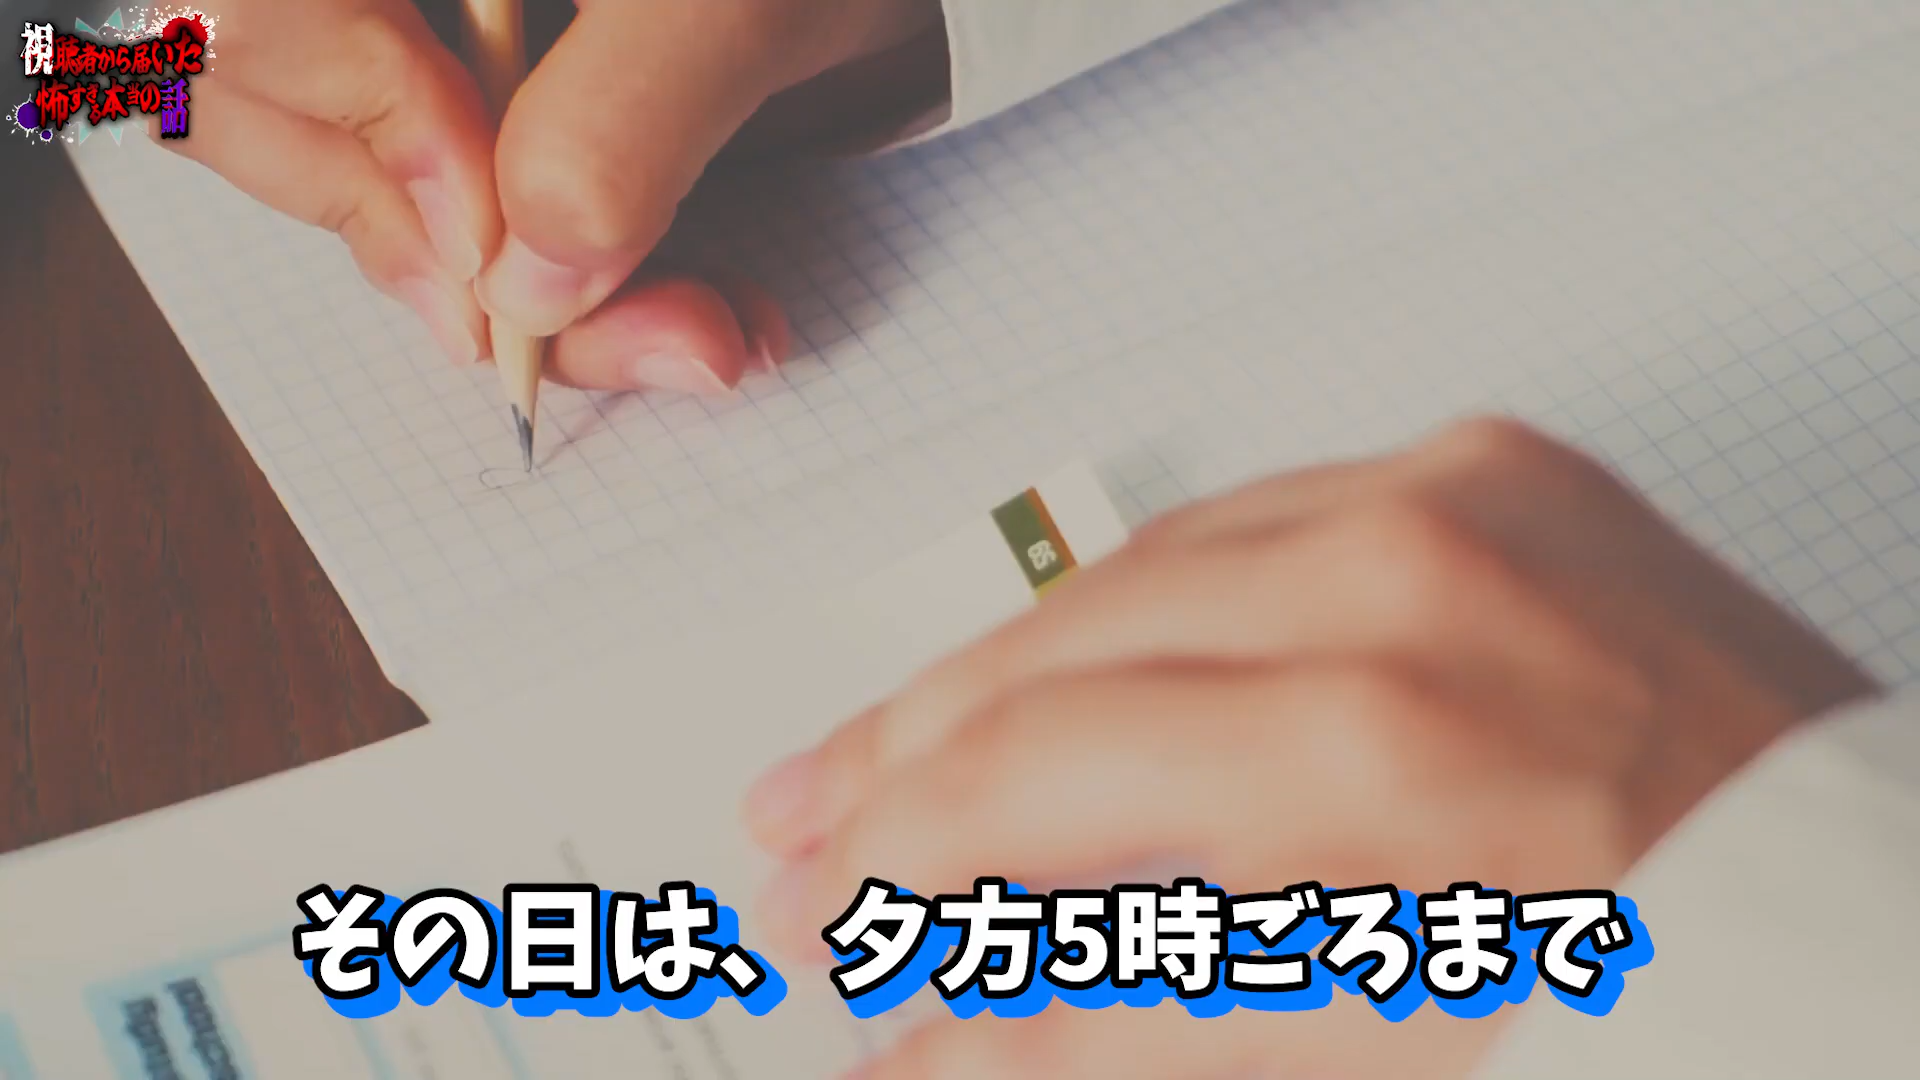 視聴者から届いた
怖すぎる本当の話
その日は、夕方5時ごろまで